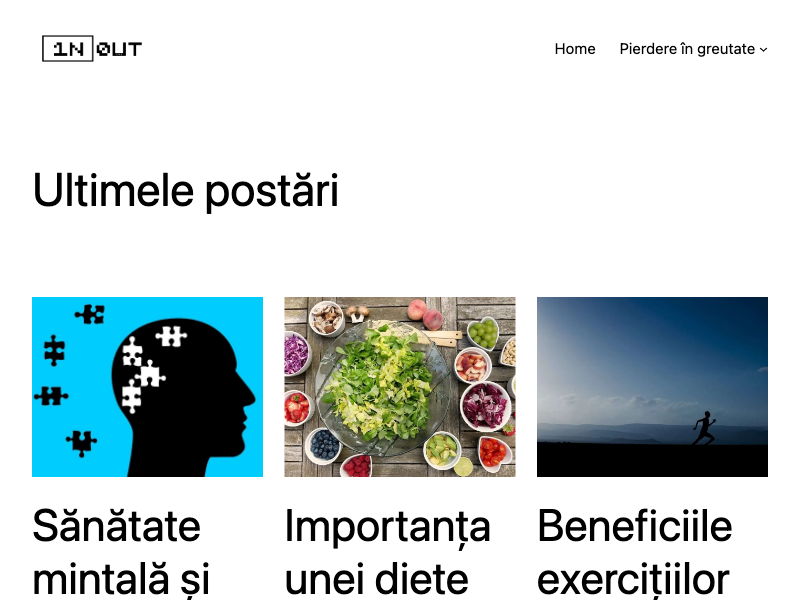 1N 0UT
Home
Pierdere în greutate
Ultimele postări
Sănătate
mintală și
Importanța
unei diete
Beneficiile
exercițiilor